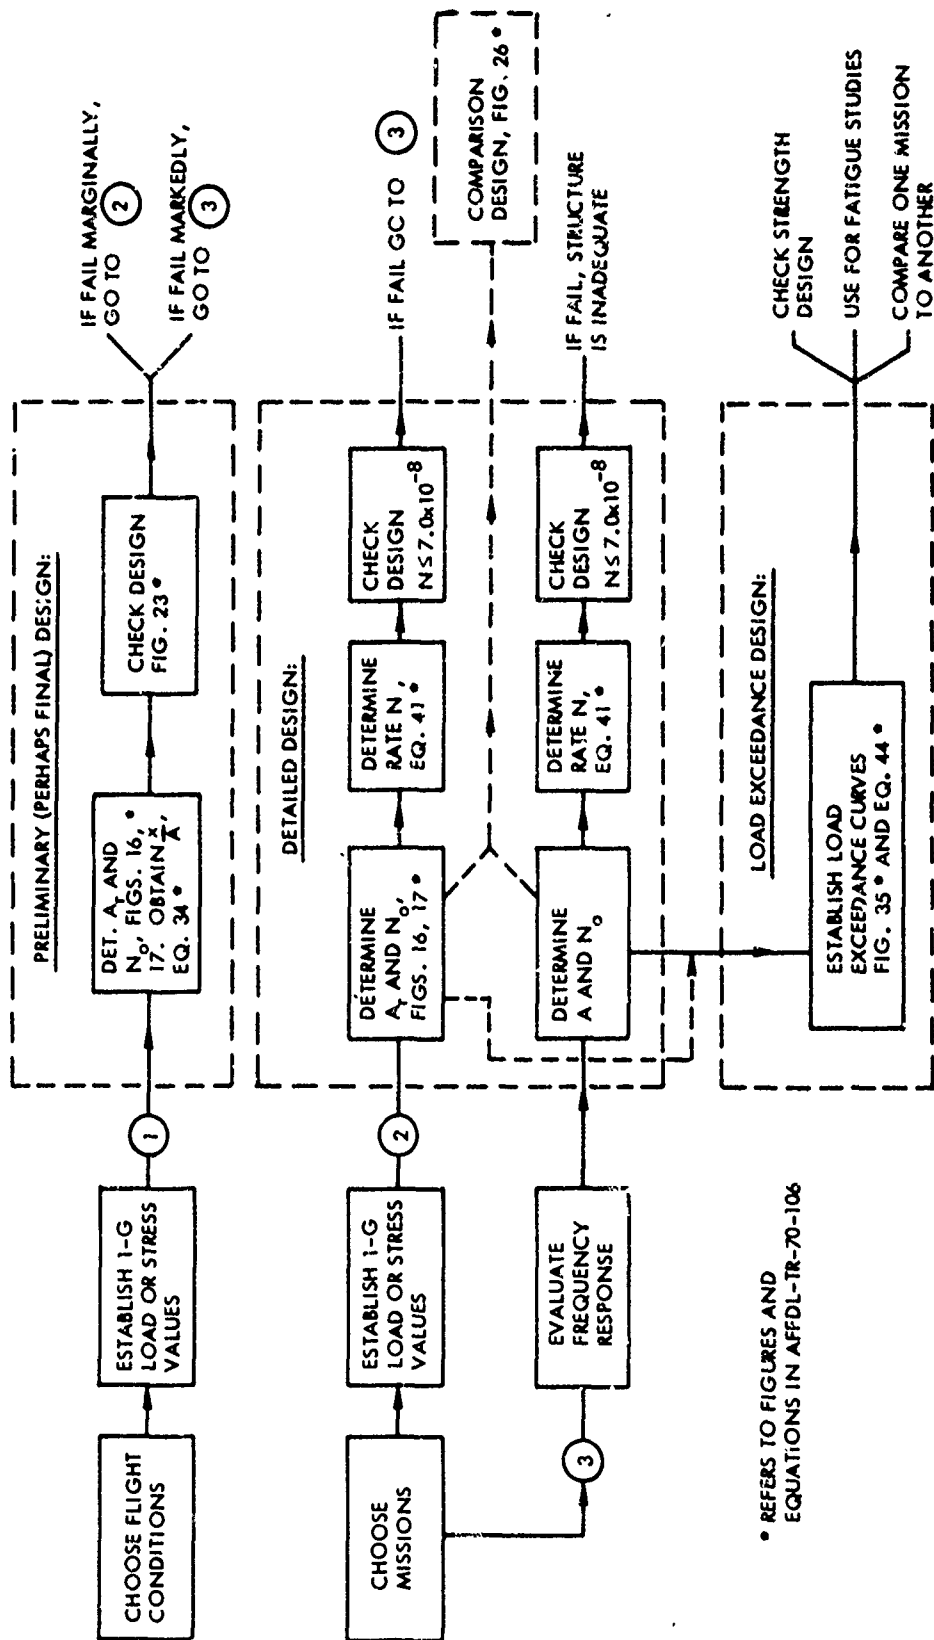 CHOOSE FLIGHT
CONDITIONS
ESTABLISH 1-G
LOAD OR STRESS
VALUES
1
PRELIMINARY (PERHAPS FINAL) DESIGN:
DET. Ar AND
No, FIGS. 16,*
17. OBTAIN x/A,
EQ. 34*
CHECK DESIGN
FIG. 23*
IF FAIL MARGINALLY,
GO TO 2
IF FAIL MARKEDLY,
GO TO 3
CHOOSE
MISSIONS
ESTABLISH 1-G
LOAD OR STRESS
VALUES
2
DETAILED DESIGN:
DETERMINE
Ar AND No,
FIGS. 16, 17*
DETERMINE
RATE N,
EQ. 41*
CHECK
DESIGN
N ≤ 7.0x10⁻⁸
IF FAIL GO TO 3
COMPARISON
DESIGN, FIG. 26*
3
EVALUATE
FREQUENCY
RESPONSE
DETERMINE
A AND No
DETERMINE
RATE N,
EQ. 41*
CHECK
DESIGN
N ≤ 7.0x10⁻⁸
IF FAIL, STRUCTURE
IS INADEQUATE
LOAD EXCEEDANCE DESIGN:
ESTABLISH LOAD
EXCEEDANCE CURVES
FIG. 35* AND EQ. 44*
CHECK STRENGTH
DESIGN
USE FOR FATIGUE STUDIES
COMPARE ONE MISSION
TO ANOTHER
* REFERS TO FIGURES AND
EQUATIONS IN AFFDL-TR-70-106